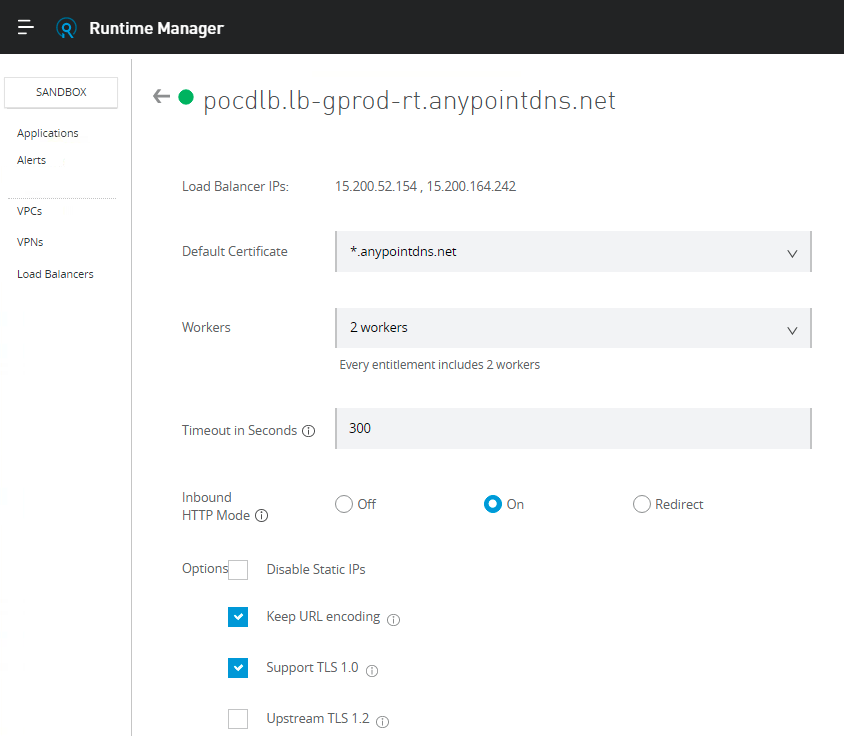 Runtime Manager
SANDBOX
Applications
Alerts
VPCs
VPNs
Load Balancers
pocdlb.lb-gprod-rt.anypointdns.net
Load Balancer IPs: 15.200.52.154 , 15.200.164.242
Default Certificate *.anypointdns.net
Workers 2 workers
Every entitlement includes 2 workers
Timeout in Seconds 300
Inbound
HTTP Mode Off On Redirect
Options Disable Static IPs
Keep URL encoding
Support TLS 1.0
Upstream TLS 1.2